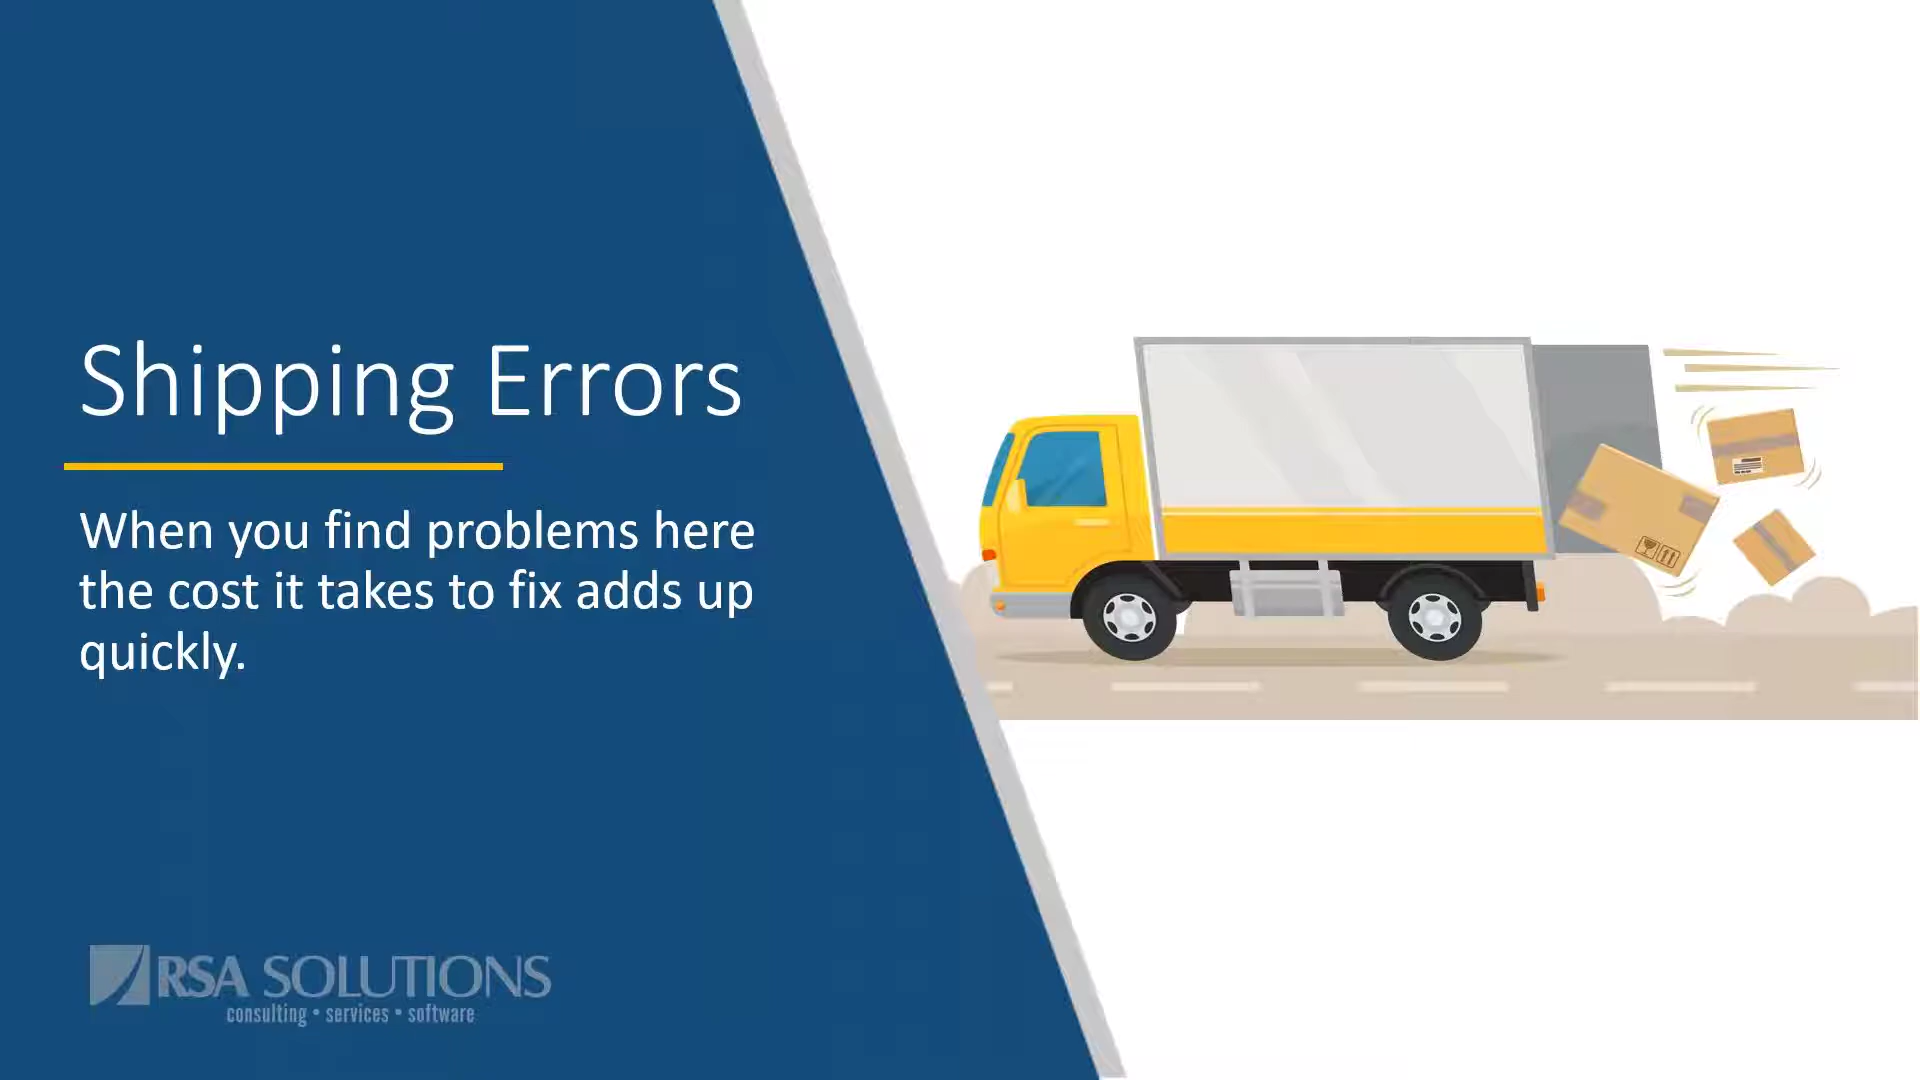 Shipping Errors
When you find problems here
the cost it takes to fix adds up
quickly.
RSA SOLUTIONS
consulting • services • software